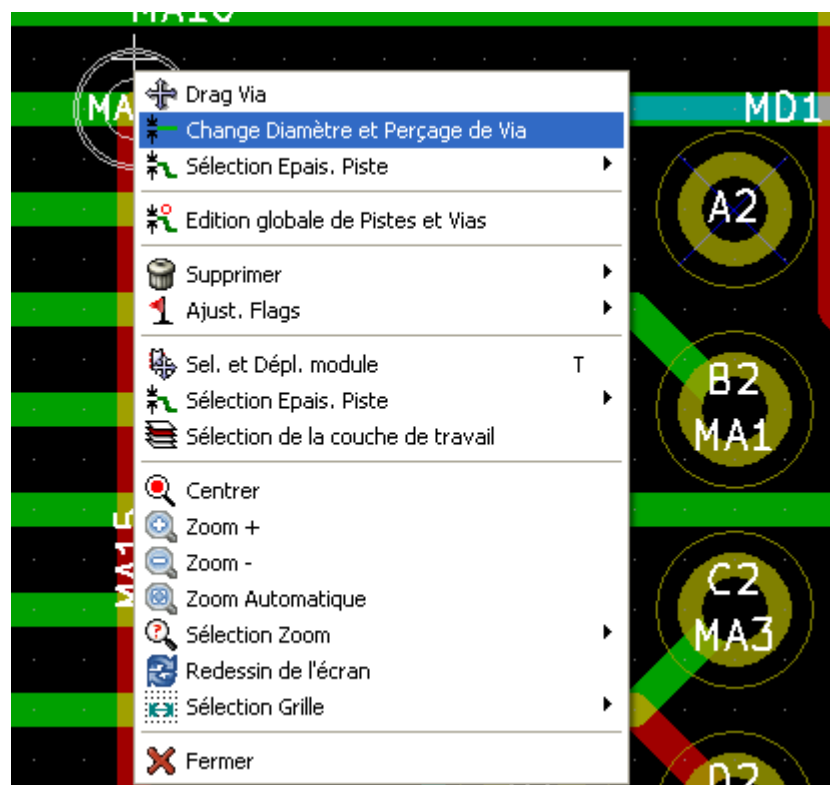 MA16
MA
MD1
Drag Via
Change Diamètre et Perçage de Via
Sélection Epais. Piste
A2
Edition globale de Pistes et Vias
Supprimer
Ajust. Flags
Sel. et Dépl. module T
B2
Sélection Epais. Piste
MA1
Sélection de la couche de travail
Centrer
MA15
Zoom +
Zoom -
C2
Zoom Automatique
Sélection Zoom
MA3
Redessin de l'écran
Sélection Grille
Fermer
D2